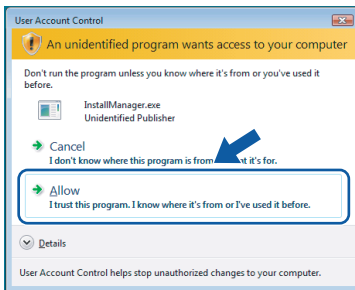 User Account Control
An unidentified program wants access to your computer
Don't run the program unless you know where it's from or you've used it
before.
InstallManager.exe
Unidentified Publisher
Cancel
I don't know where this program is from at it's for.
Allow
I trust this program. I know where it's from or I've used it before.
Details
User Account Control helps stop unauthorized changes to your computer.